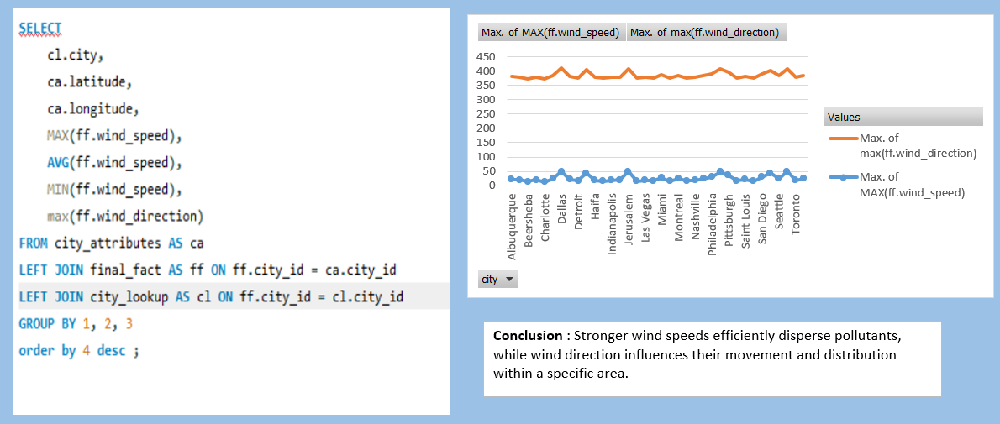 SELECT
cl.city,
ca.latitude,
ca.longitude,
MAX(ff.wind_speed),
AVG(ff.wind_speed),
MIN(ff.wind_speed),
max(ff.wind_direction)
FROM city_attributes AS ca
LEFT JOIN final_fact AS ff ON ff.city_id = ca.city_id
LEFT JOIN city_lookup AS cl ON ff.city_id = cl.city_id
GROUP BY 1, 2, 3
order by 4 desc ;
Max. of MAX(ff.wind_speed) Max. of max(ff.wind_direction)
450
400
350
300
250
200
150
100
50
0
Albuquerque
Beersheba
Charlotte
Dallas
Detroit
Haifa
Indianapolis
Jerusalem
Las Vegas
Miami
Montreal
Nashville
Philadelphia
Pittsburgh
Saint Louis
San Diego
Seattle
Toronto
city
Values
Max. of
max(ff.wind_direction)
Max. of
MAX(ff.wind_speed)
Conclusion : Stronger wind speeds efficiently disperse pollutants,
while wind direction influences their movement and distribution
within a specific area.